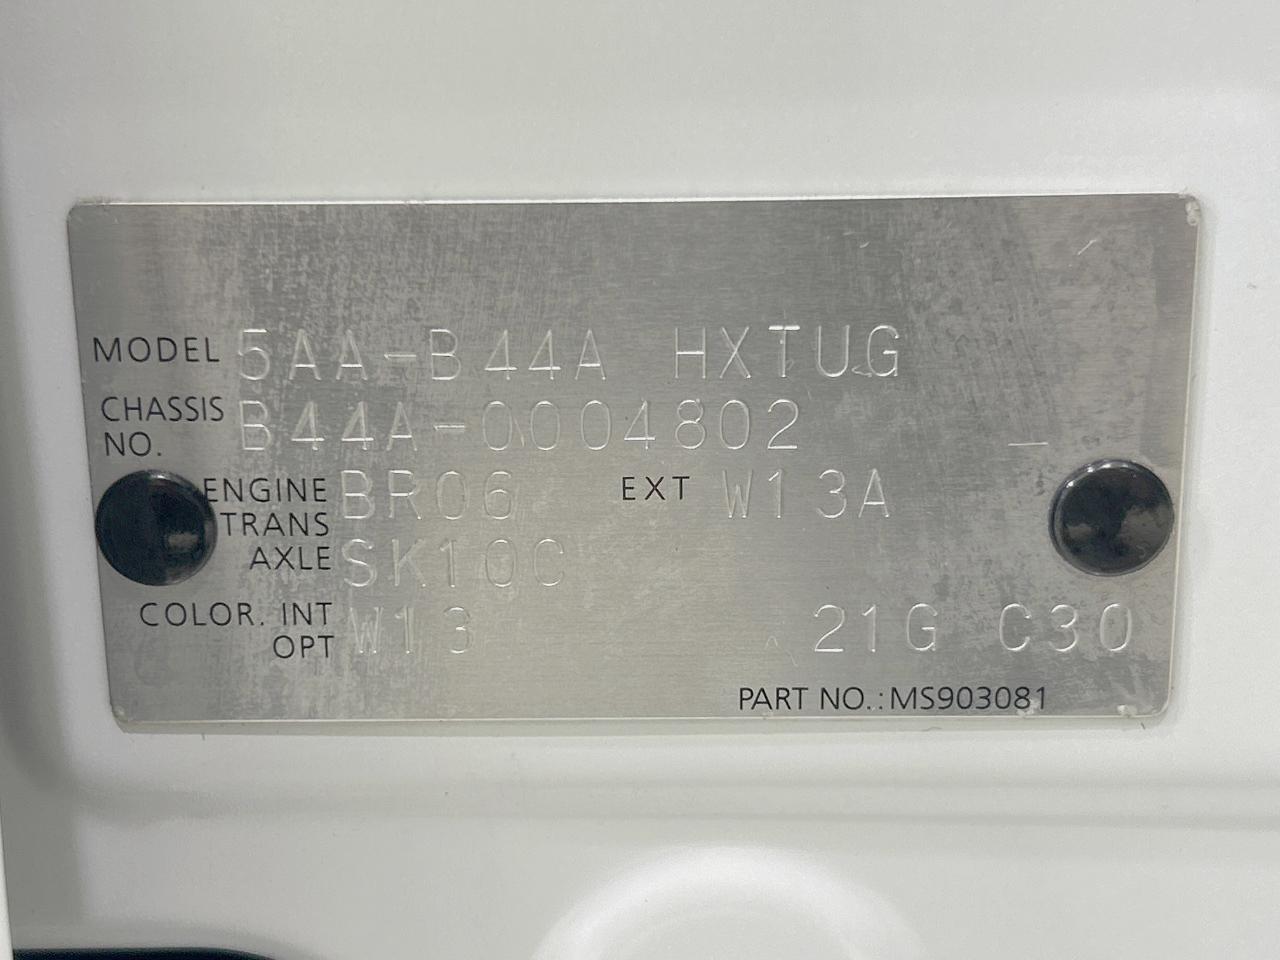 MODEL 5AA-B44A HXTUG
CHASSIS NO. B44A-0004802 -
ENGINE BR06 EXT W13A
TRANS AXLE SK10C
COLOR. INT OPT W13 21G C30
PART NO.: MS903081